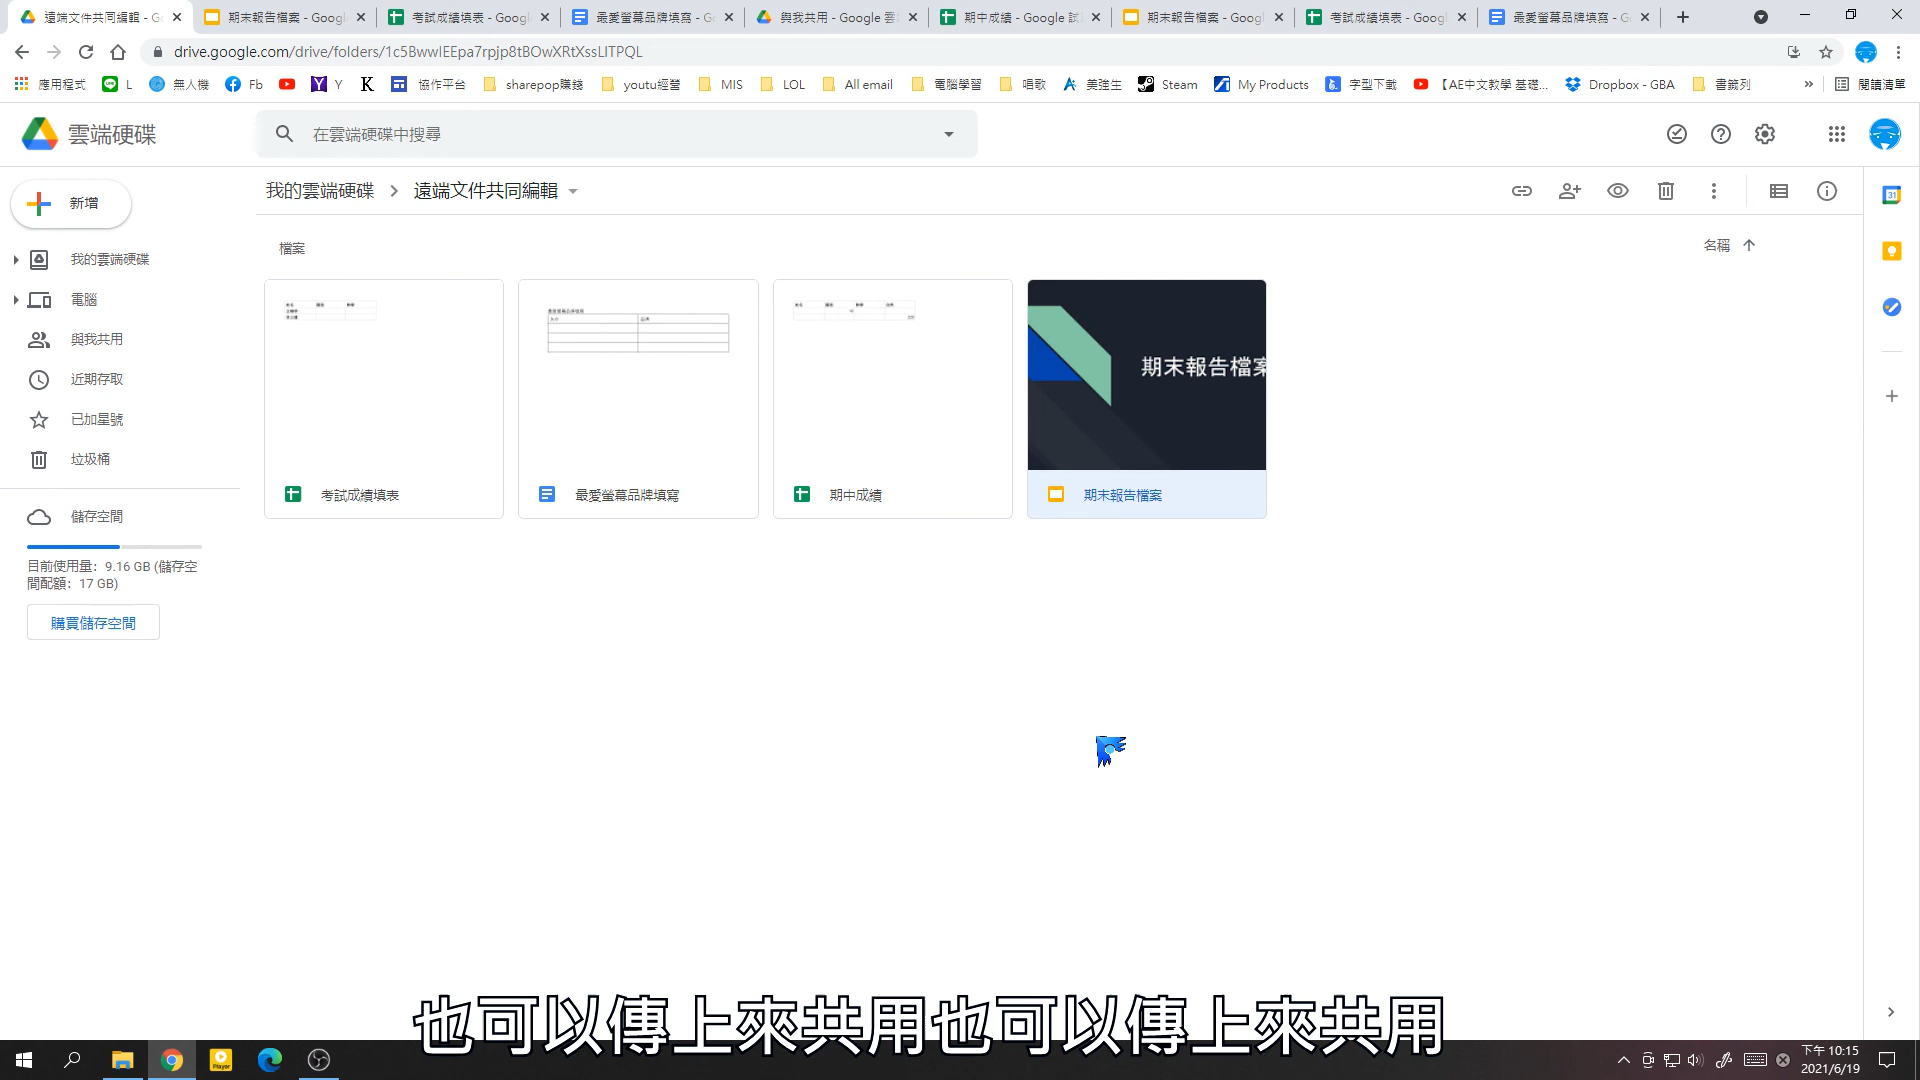 遠端文件共同編輯 - Go
期末報告檔案 - Googl
考試成績填表 - Googl
最愛螢幕品牌填寫 - G
與我共用 - Google 雲
期中成績 - Google 試
期末報告檔案 - Googl
考試成績填表 - Googl
最愛螢幕品牌填寫 - G
drive.google.com/drive/folders/1c5BwwIEEpa7rpjp8tBOwXRtXssLlTPQL
應用程式
L
無人機
Fb
Y
協作平台
sharepop賺錢
youtu經營
MIS
LOL
All email
電腦學習
唱歌
美強生
Steam
My Products
字型下載
【AE中文教學 基礎...
Dropbox - GBA
書籤列
»
閱讀清單
雲端硬碟
在雲端硬碟中搜尋
新增
我的雲端硬碟
遠端文件共同編輯
31
我的雲端硬碟
電腦
與我共用
近期存取
已加星號
垃圾桶
儲存空間
目前使用量: 9.16 GB (儲存空
間配額: 17 GB)
購買儲存空間
檔案
名稱
期末報告檔案
考試成績填表
最愛螢幕品牌填寫
期中成績
期末報告檔案
也可以傳上來共用也可以傳上來共用
Player
下午 10:15
2021/6/19